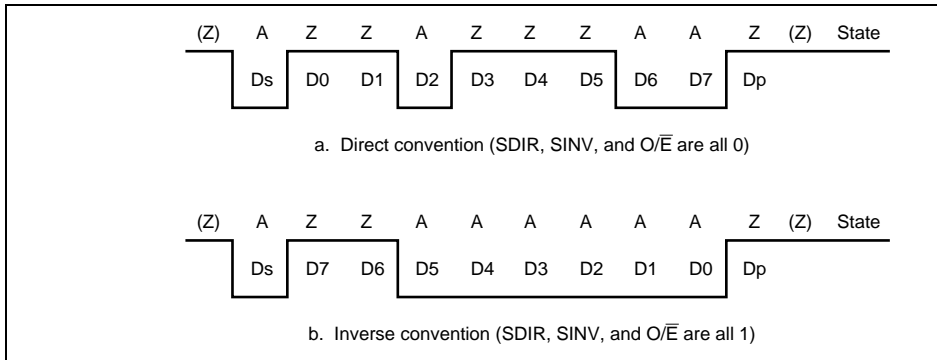 (Z) A Z Z A Z Z Z A A Z (Z) State
Ds D0 D1 D2 D3 D4 D5 D6 D7 Dp
a. Direct convention (SDIR, SINV, and O/E̅ are all 0)
(Z) A Z Z A A A A A A Z (Z) State
Ds D7 D6 D5 D4 D3 D2 D1 D0 Dp
b. Inverse convention (SDIR, SINV, and O/E̅ are all 1)